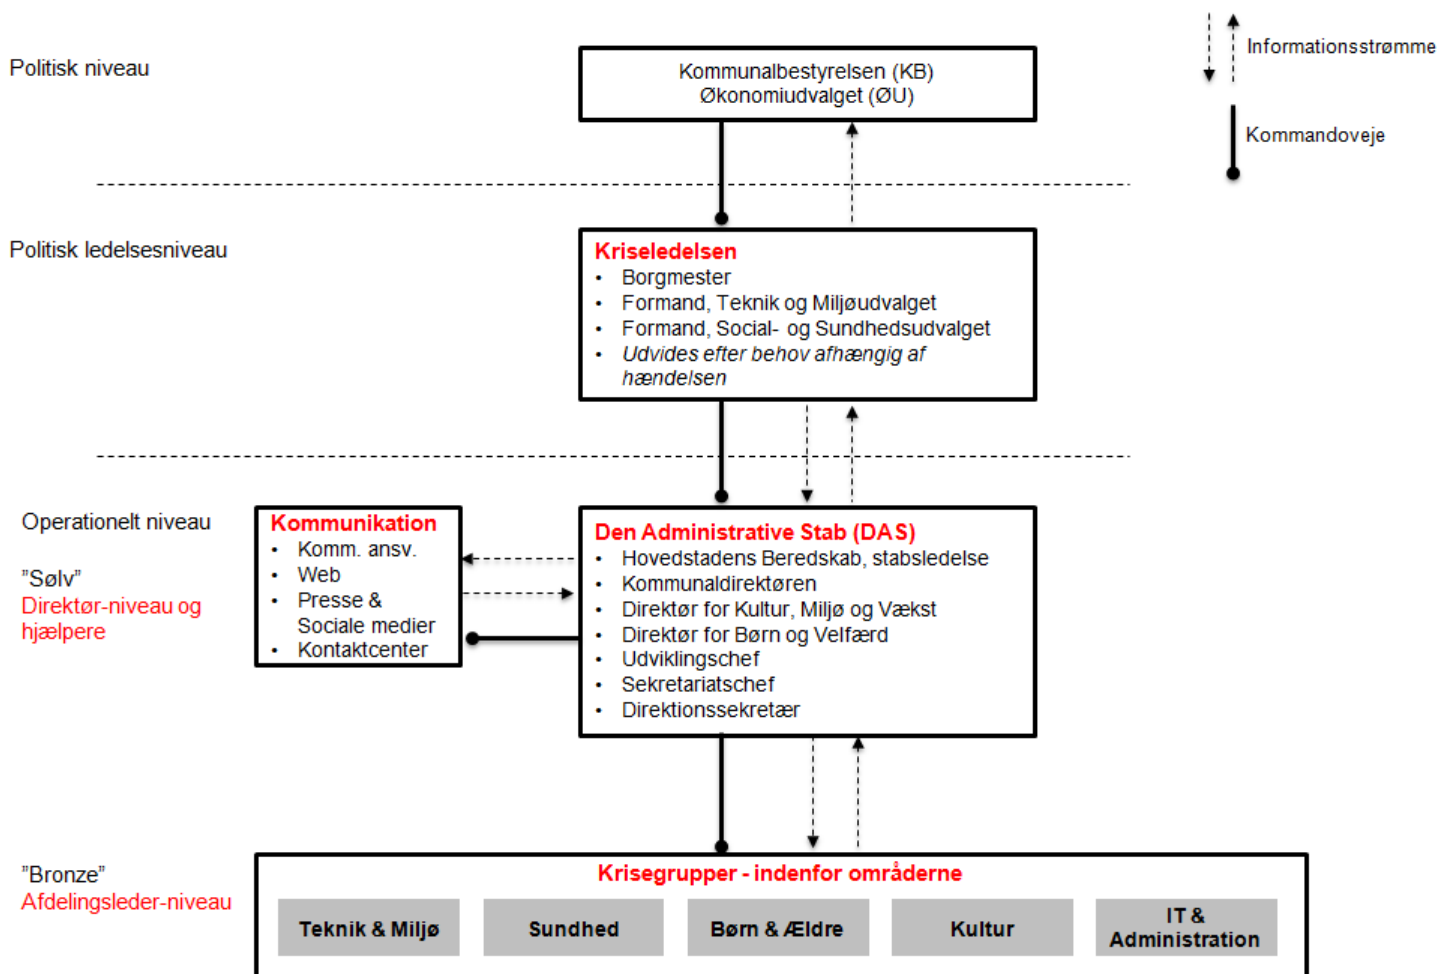 Informationsstrømme
Kommandoveje
Politisk niveau
Kommunalbestyrelsen (KB)
Økonomiudvalget (ØU)
Politisk ledelsesniveau
Kriseledelsen
• Borgmester
• Formand, Teknik og Miljøudvalget
• Formand, Social- og Sundhedsudvalget
• Udvides efter behov afhængig af
hændelsen
Operationelt niveau
"Sølv"
Direktør-niveau og
hjælpere
Kommunikation
• Komm. ansv.
• Web
• Presse &
Sociale medier
• Kontaktcenter
Den Administrative Stab (DAS)
• Hovedstadens Beredskab, stabsledelse
• Kommunaldirektøren
• Direktør for Kultur, Miljø og Vækst
• Direktør for Børn og Velfærd
• Udviklingschef
• Sekretariatschef
• Direktionssekretær
"Bronze"
Afdelingsleder-niveau
Krisegrupper - indenfor områderne
Teknik & Miljø
Sundhed
Børn & Ældre
Kultur
IT &
Administration